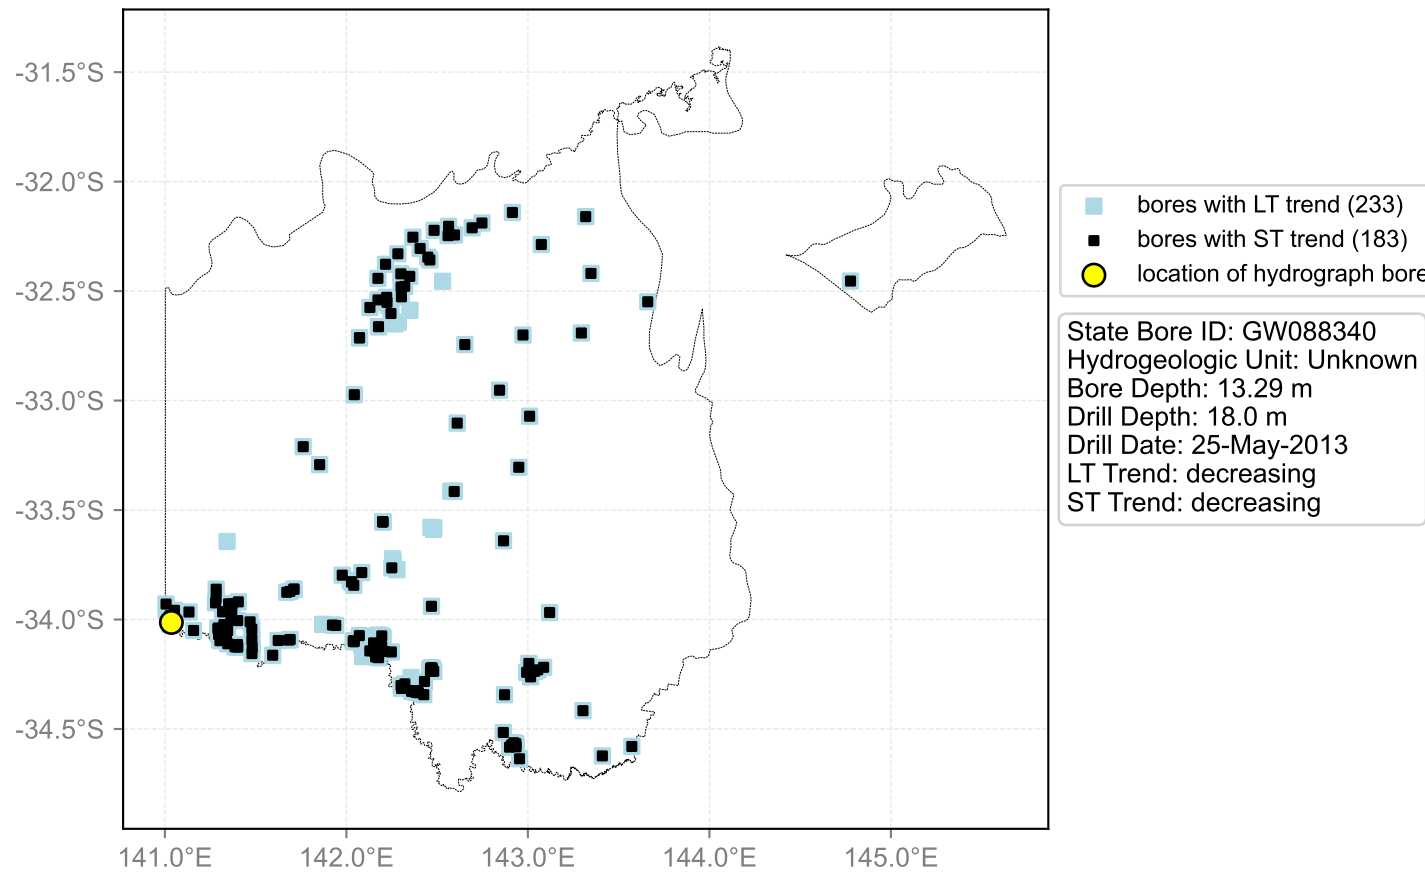 -31.5°S
-32.0°S
-32.5°S
-33.0°S
-33.5°S
-34.0°S
-34.5°S
141.0°E 142.0°E 143.0°E 144.0°E 145.0°E
bores with LT trend (233)
bores with ST trend (183)
location of hydrograph bore
State Bore ID: GW088340
Hydrogeologic Unit: Unknown
Bore Depth: 13.29 m
Drill Depth: 18.0 m
Drill Date: 25-May-2013
LT Trend: decreasing
ST Trend: decreasing